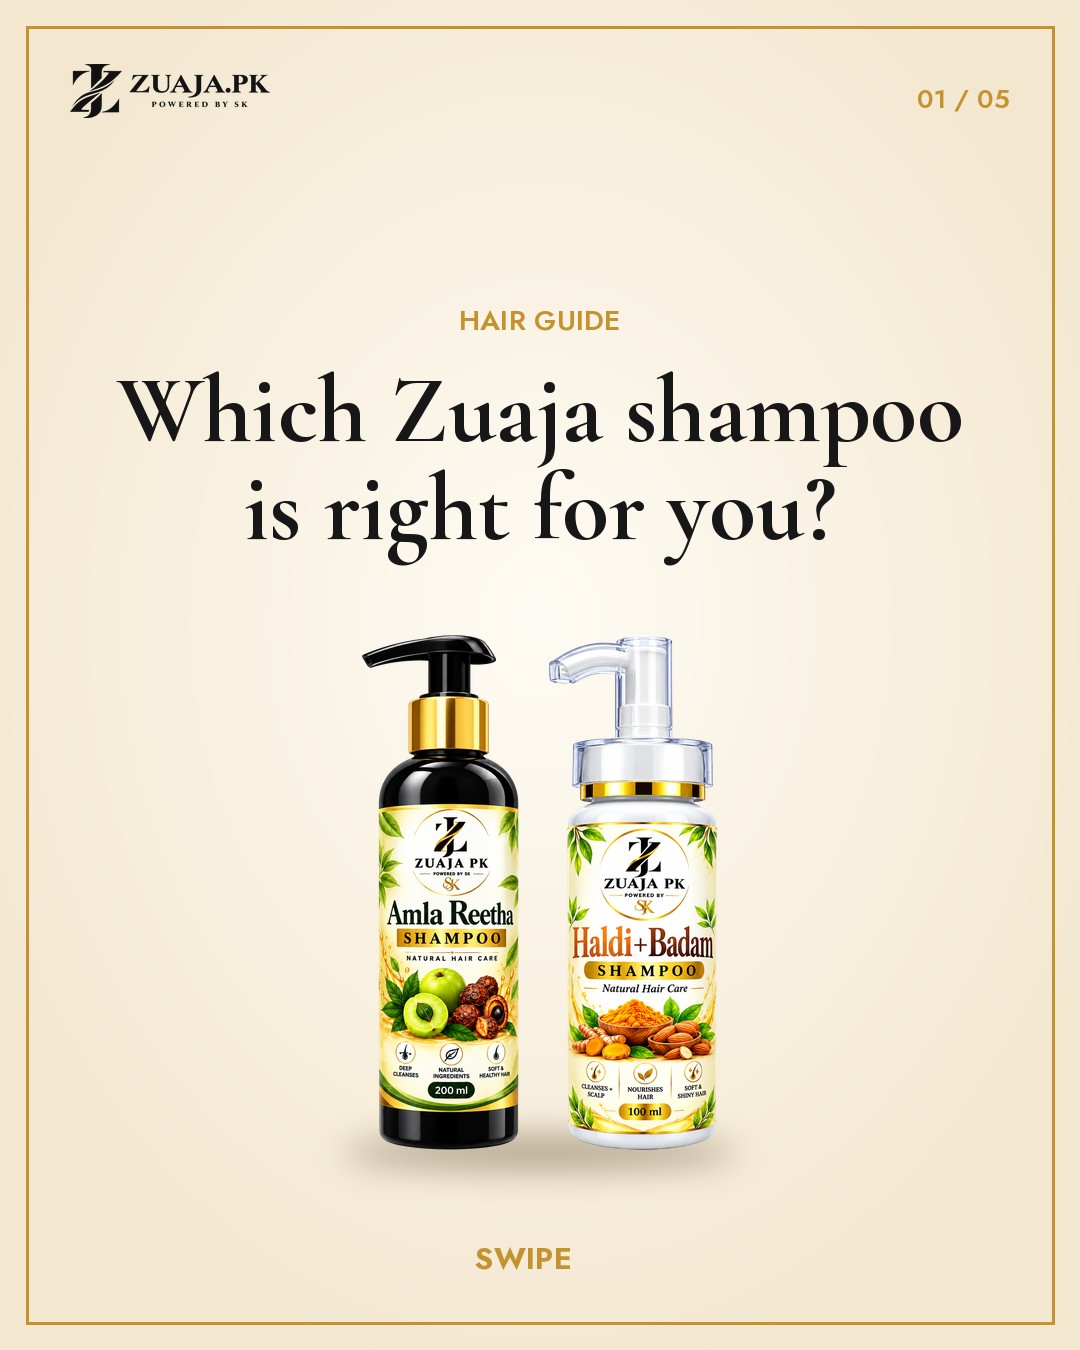 ZUAJA.PK
POWERED BY SK
01 / 05
HAIR GUIDE
Which Zuaja shampoo
is right for you?
ZUAJA PK
POWERED BY SK
SK
Amla Reetha
SHAMPOO
NATURAL HAIR CARE
DEEP
CLEANSES
NATURAL
INGREDIENTS
SOFT &
HEALTHY HAIR
200 ml
ZUAJA PK
POWERED BY
SK
Haldi+Badam
SHAMPOO
Natural Hair Care
CLEANSES +
SCALP
NOURISHES
HAIR
SOFT &
SHINY HAIR
100 ml
SWIPE